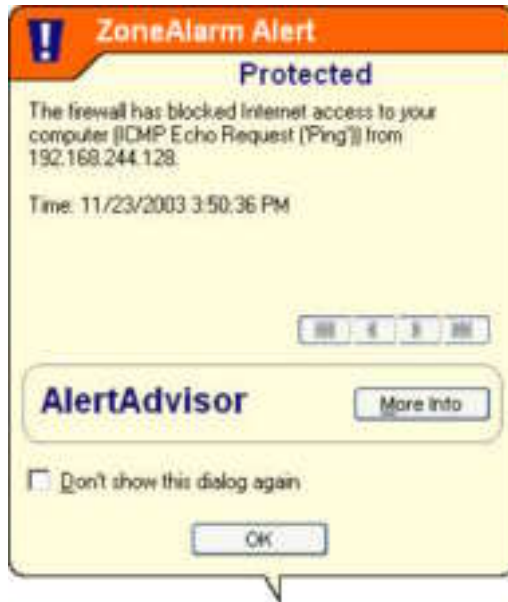 ZoneAlarm Alert
Protected
The firewall has blocked Internet access to your
computer (ICMP Echo Request ('Ping')) from
192.168.244.128.
Time: 11/23/2003 3:50:36 PM
AlertAdvisor
More Info
Don't show this dialog again
OK